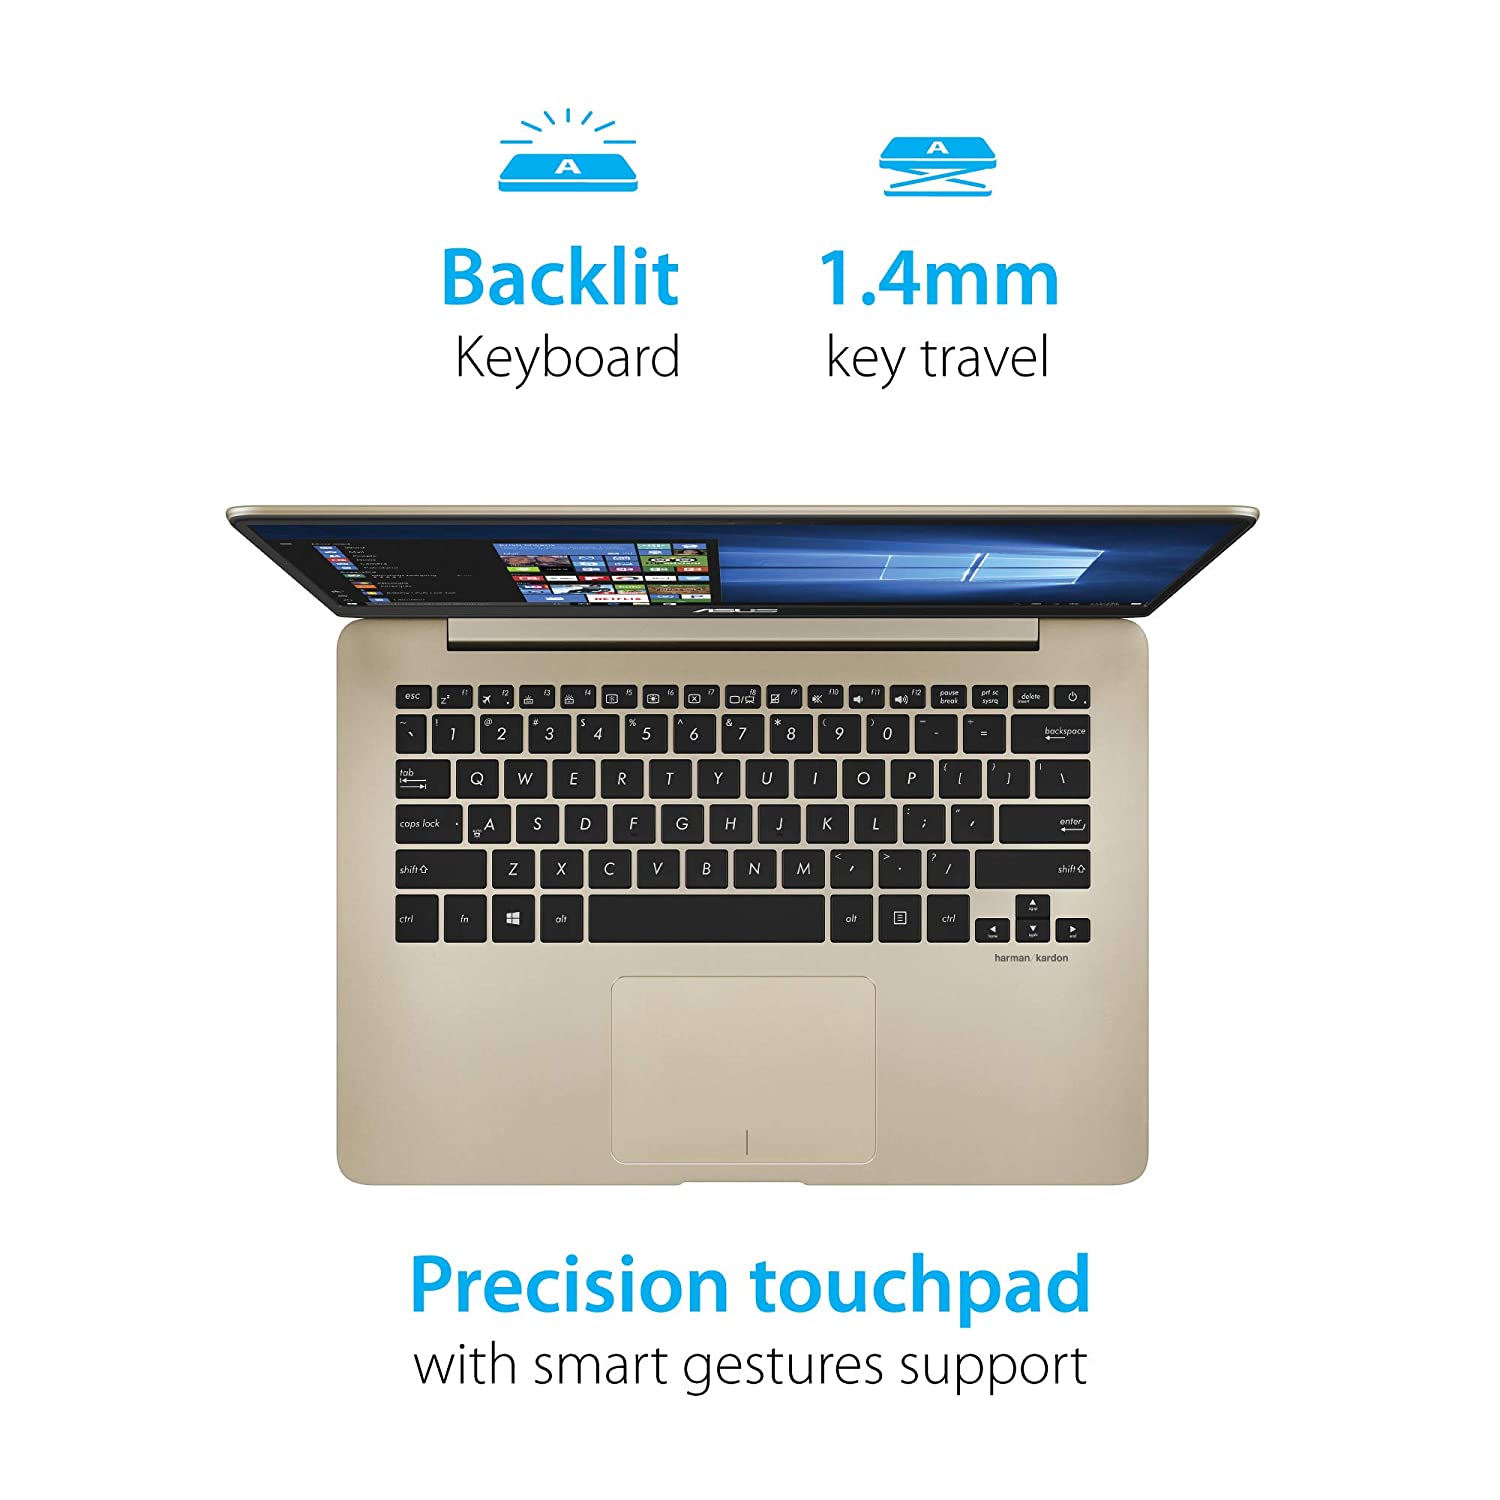 A
A
Backlit
1.4mm
Keyboard
key travel
NETFLIX
ASUS
esc f1 f2 f3 f4 f5 f6 f7 f8 f9 f10 f11 f12 pause break prt sc sysrq delete insert
~ ` ! 1 @ 2 # 3 $ 4 % 5 ^ 6 & 7 * 8 ( 9 ) 0 - = backspace
tab Q W E R T Y U I O P { [ } ] | \
caps lock A S D F G H J K L : ; " ' enter
shift Z X C V B N M < , > . ? / shift
ctrl fn alt alt ctrl
harman/kardon
Precision touchpad
with smart gestures support